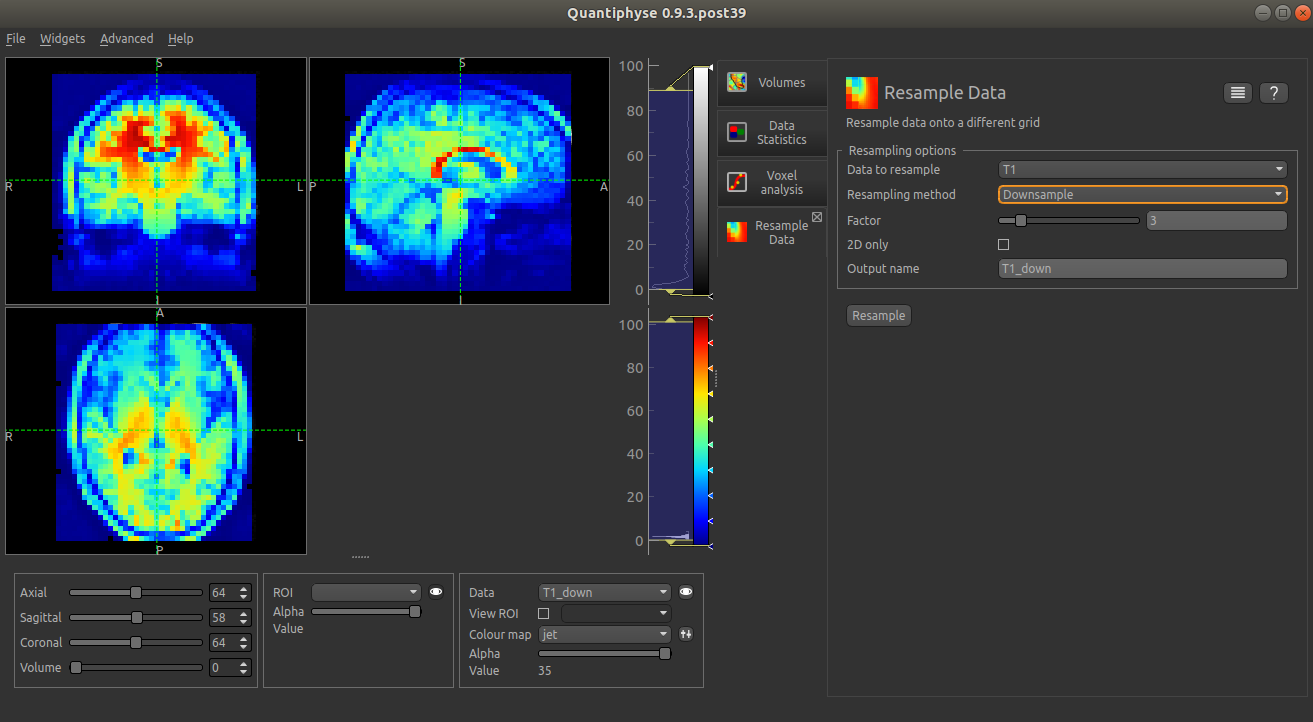 Quantiphyse 0.9.3.post39
File Widgets Advanced Help
S
R
L
I
S
P
A
I
A
R
L
P
100
80
60
40
20
0
100
80
60
40
20
0
Volumes
Data
Statistics
Voxel
analysis
Resample
Data
Resample Data
?
Resample data onto a different grid
Resampling options
Data to resample T1
Resampling method Downsample
Factor 3
2D only
Output name T1_down
Resample
Axial 64
Sagittal 58
Coronal 64
Volume 0
ROI
Alpha
Value
Data T1_down
View ROI
Colour map jet
Alpha
Value 35